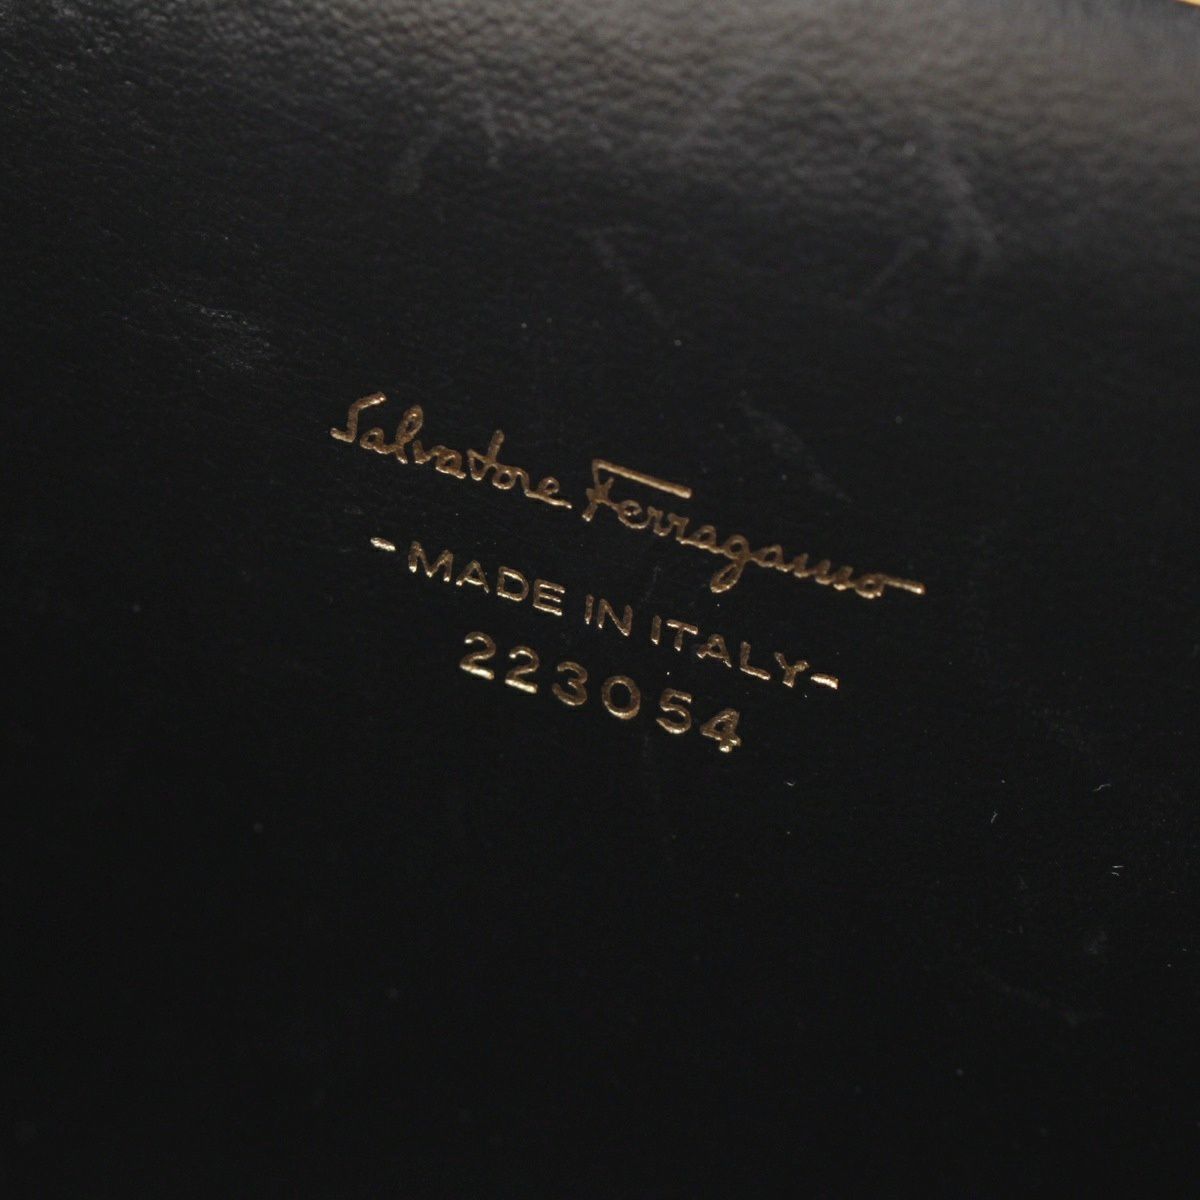 Salvatore Ferragamo
-MADE IN ITALY-
223054